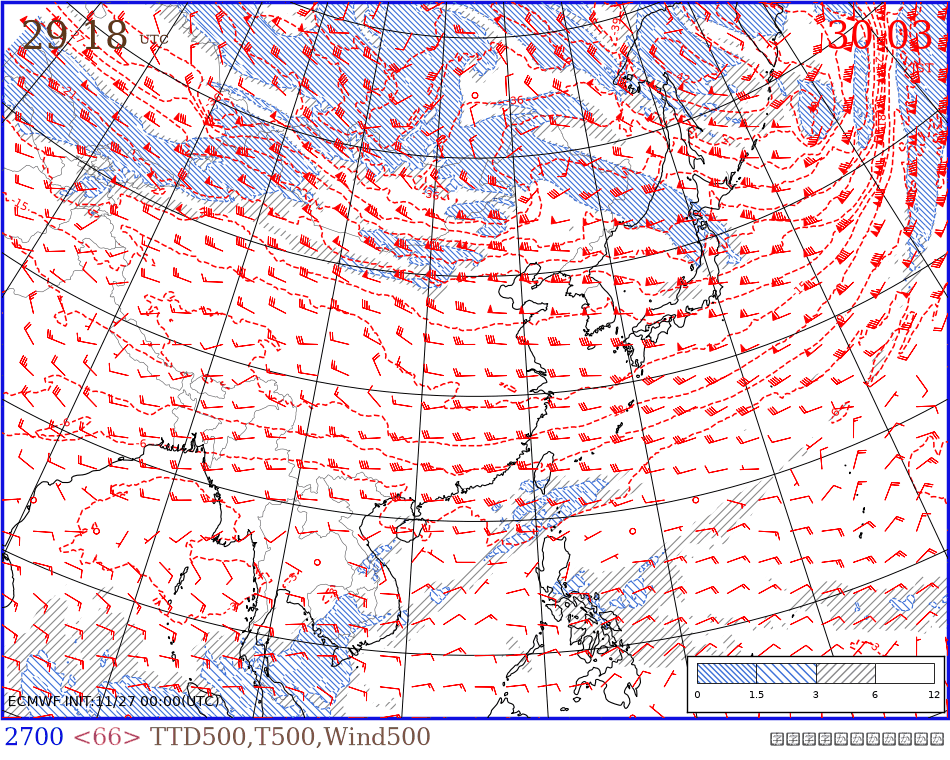 29 18 UTC
30 03
ECMWF INIT:11/27 00:00(UTC)
0 1.5 3 6 12
2700 <66> TTD500,T500,Wind500